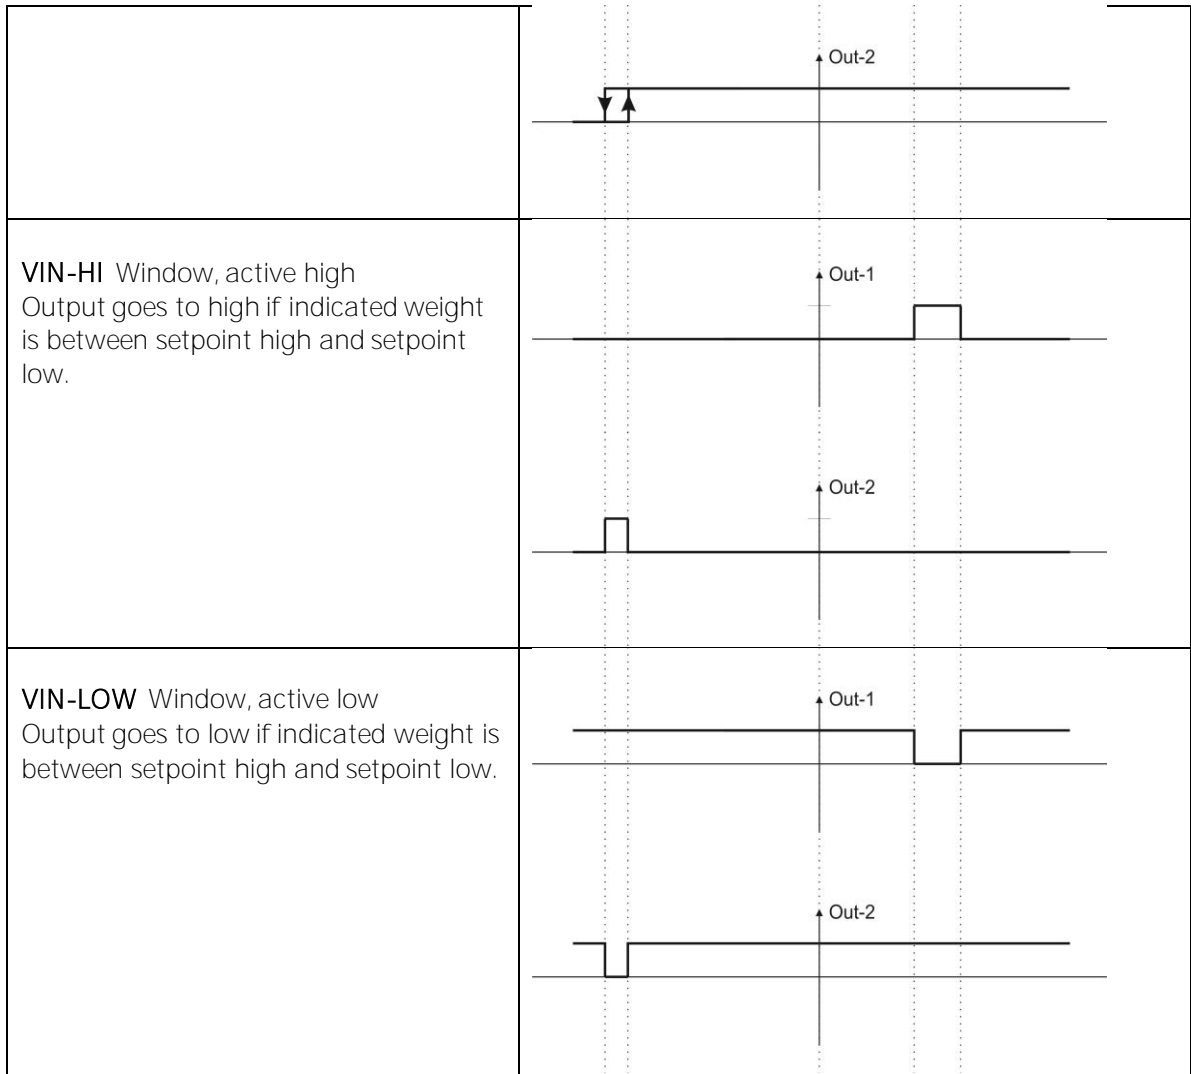 Out-2
VIN-HI Window, active high
Output goes to high if indicated weight
is between setpoint high and setpoint
low.
Out-1
Out-2
VIN-LOW Window, active low
Output goes to low if indicated weight is
between setpoint high and setpoint low.
Out-1
Out-2